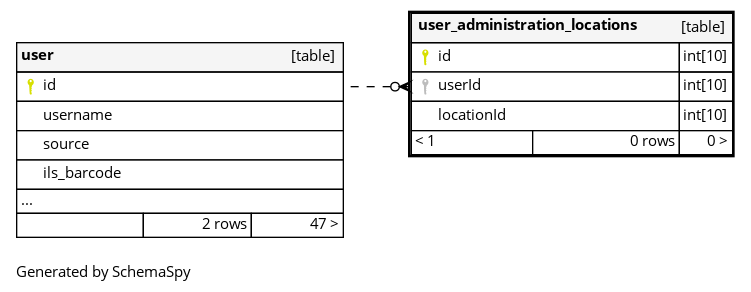 user [table]
id
username
source
ils_barcode
...
2 rows 47 >
user_administration_locations [table]
id int[10]
userId int[10]
locationId int[10]
< 1 0 rows 0 >
Generated by SchemaSpy